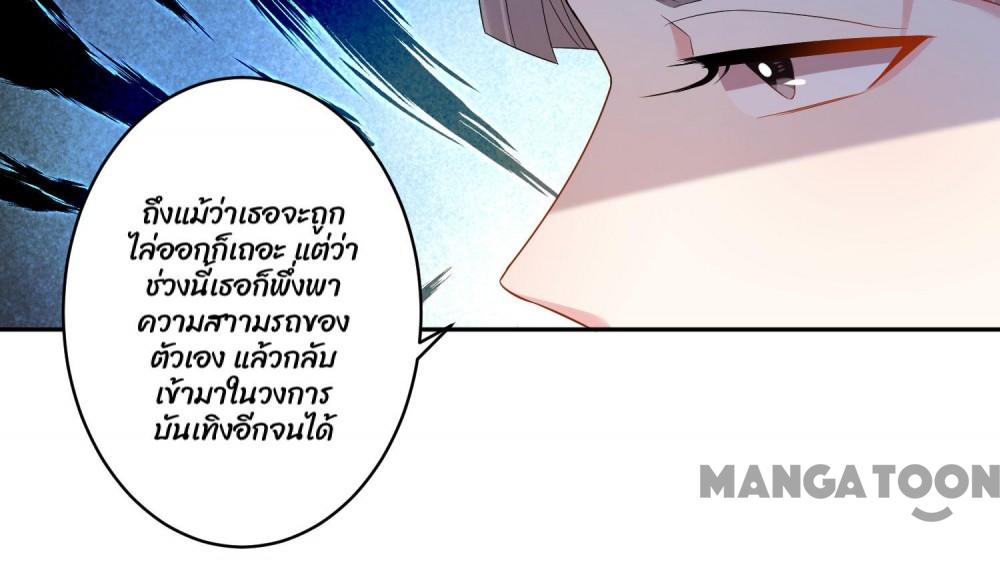 ถึงแม้ว่าเธอจะถูก
ไล่ออกก็เถอะ แต่ว่า
ช่วงนี้เธอก็พึ่งพา
ความสาามรถของ
ตัวเอง แล้วกลับ
เข้ามาในวงการ
บันเทิงอีกจนได้
MANGATOON